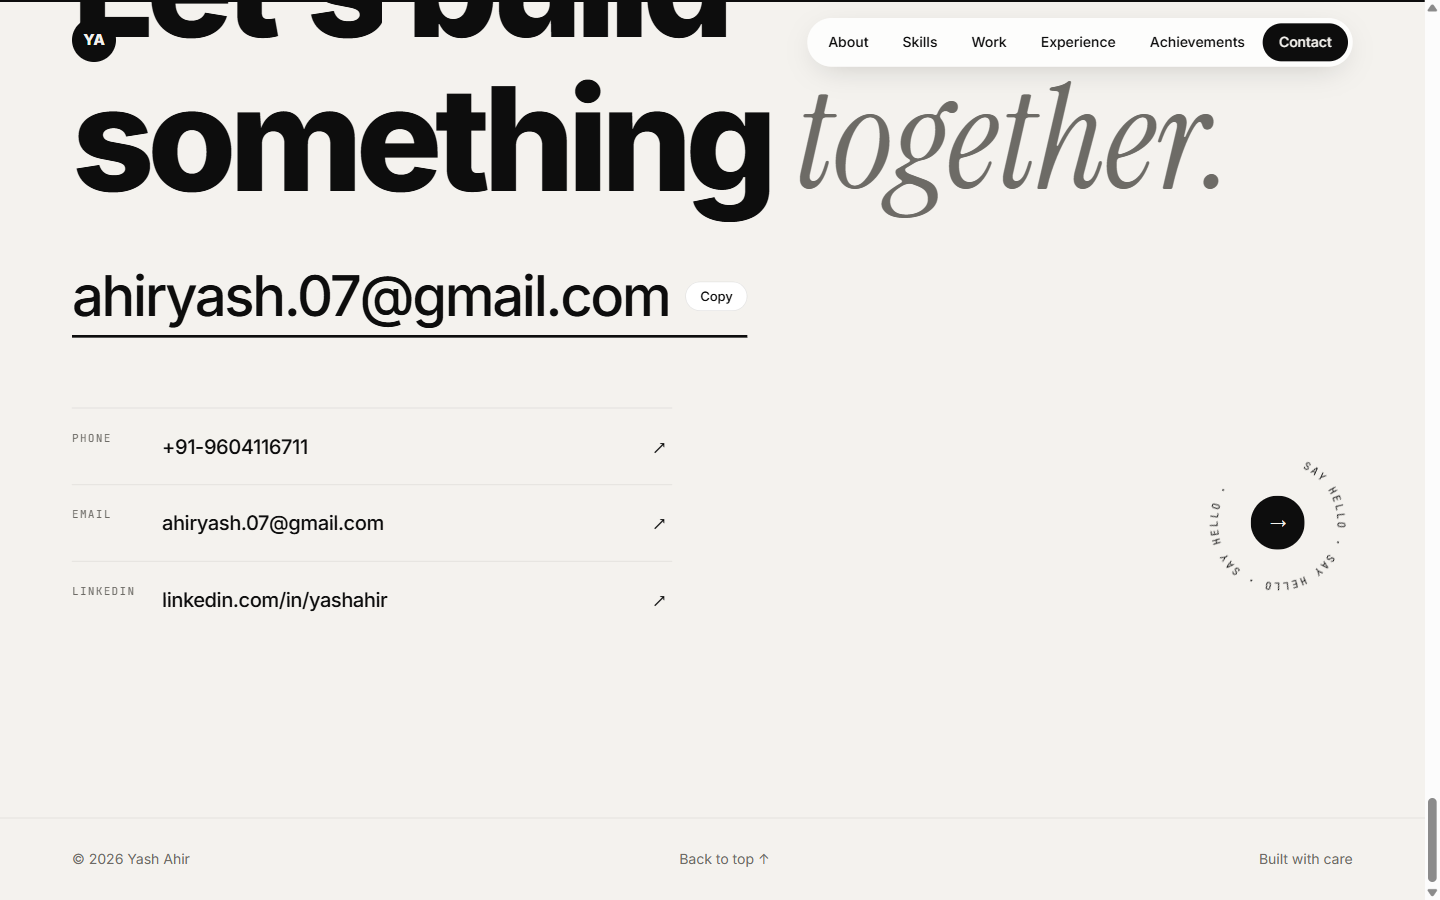 Let's build
YA
About Skills Work Experience Achievements Contact
something together.
ahiryash.07@gmail.com Copy
PHONE +91-9604116711 ↗
EMAIL ahiryash.07@gmail.com ↗
LINKEDIN linkedin.com/in/yashahir ↗
SAY HELLO · SAY HELLO · SAY HELLO ·
→
© 2026 Yash Ahir Back to top ↑ Built with care